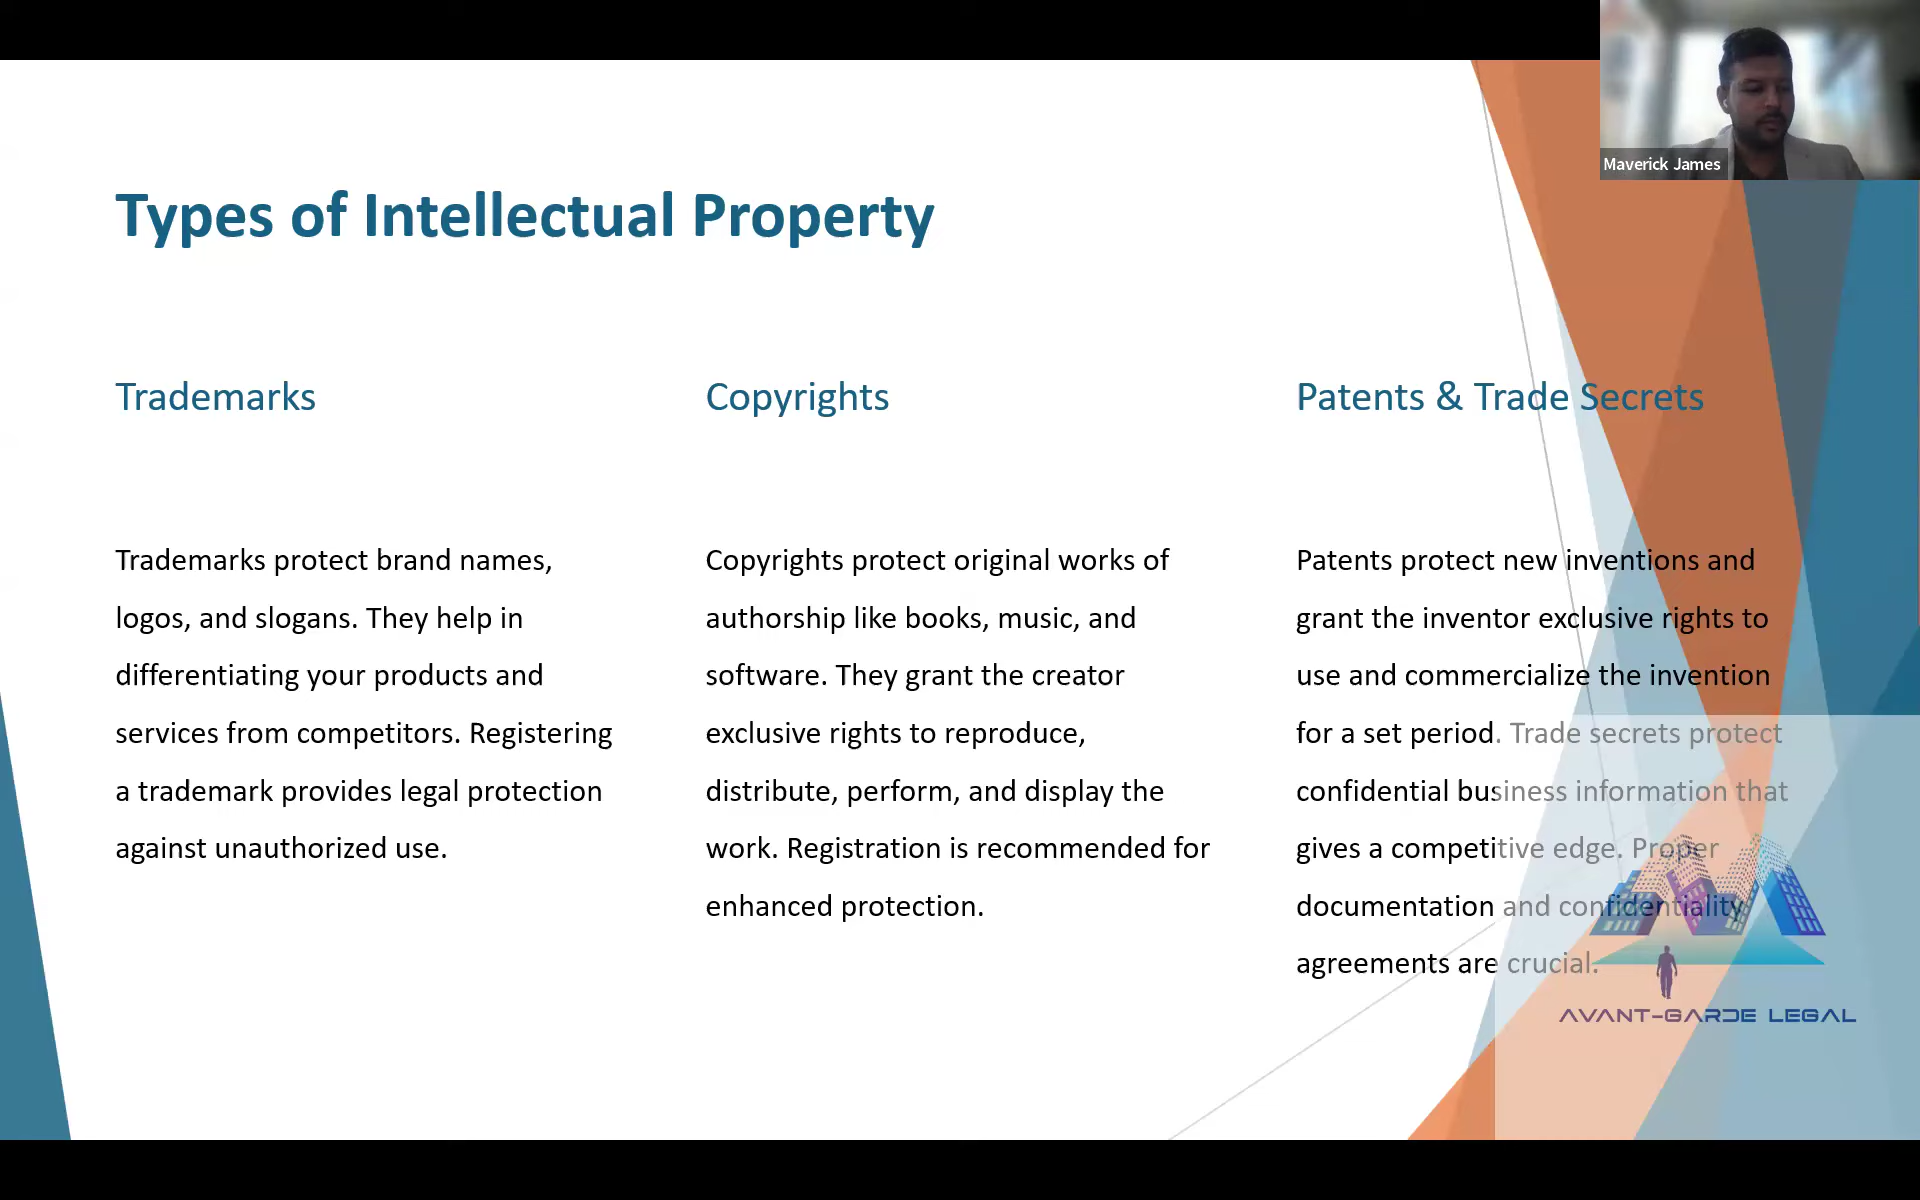 Maverick James
Types of Intellectual Property
Trademarks
Trademarks protect brand names,
logos, and slogans. They help in
differentiating your products and
services from competitors. Registering
a trademark provides legal protection
against unauthorized use.
Copyrights
Copyrights protect original works of
authorship like books, music, and
software. They grant the creator
exclusive rights to reproduce,
distribute, perform, and display the
work. Registration is recommended for
enhanced protection.
Patents & Trade Secrets
Patents protect new inventions and
grant the inventor exclusive rights to
use and commercialize the invention
for a set period. Trade secrets protect
confidential business information that
gives a competitive edge. Proper
documentation and confidentiality
agreements are crucial.
AVANT-GARDE LEGAL